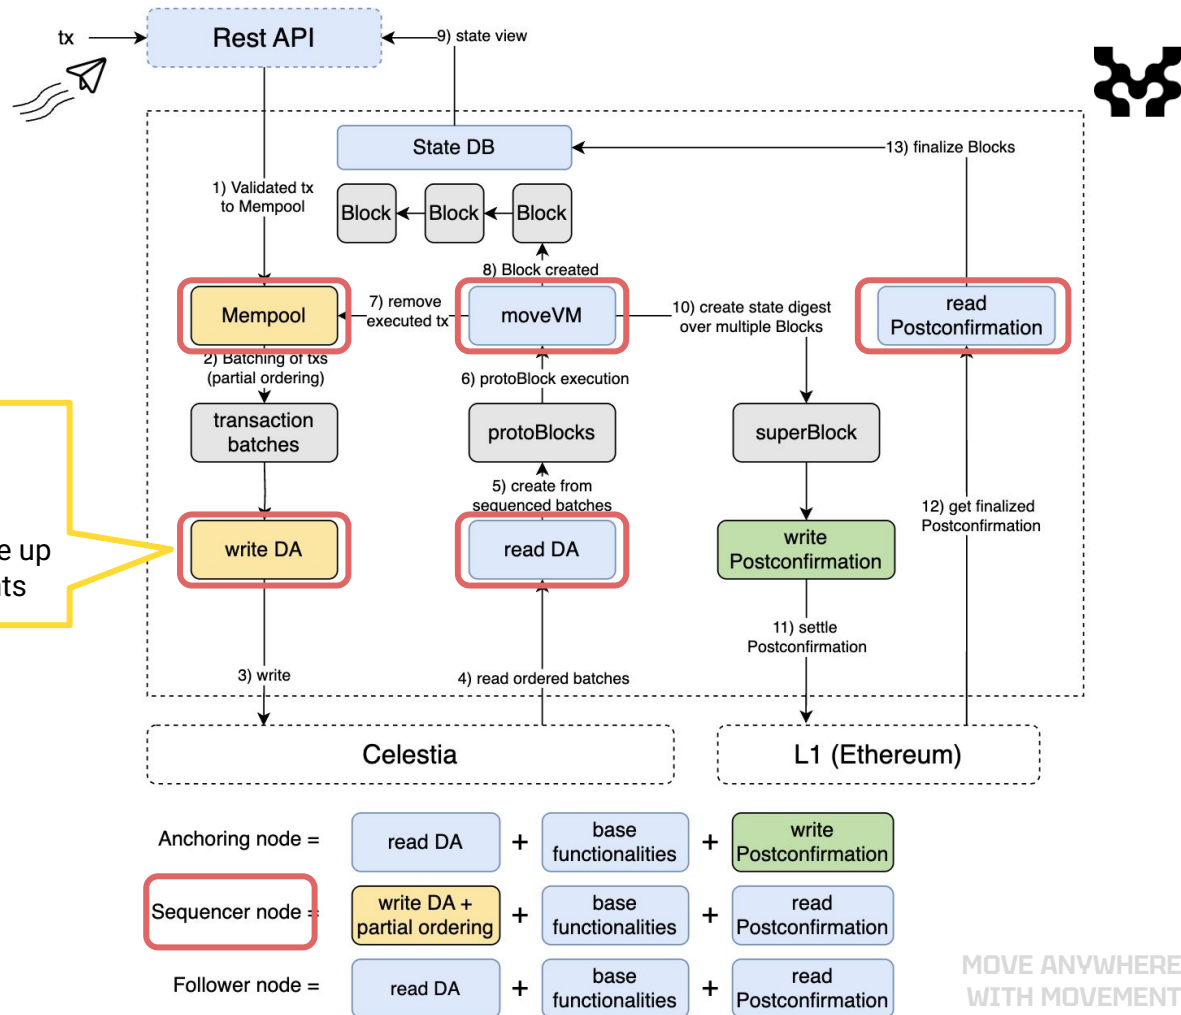 tx
Rest API
9) state view
State DB
13) finalize Blocks
1) Validated tx
to Mempool
Block
Block
Block
8) Block created
Mempool
7) remove
executed tx
moveVM
10) create state digest
over multiple Blocks
read
Postconfirmation
2) Batching of txs
(partial ordering)
6) protoBlock execution
transaction
batches
protoBlocks
superBlock
5) create from
sequenced batches
12) get finalized
Postconfirmation
e up
nts
write DA
read DA
write
Postconfirmation
11) settle
Postconfirmation
3) write
4) read ordered batches
Celestia
L1 (Ethereum)
Anchoring node =
read DA
+
base
functionalities
+
write
Postconfirmation
Sequencer node =
write DA +
partial ordering
+
base
functionalities
+
read
Postconfirmation
Follower node =
read DA
+
base
functionalities
+
read
Postconfirmation
MOVE ANYWHERE
WITH MOVEMENT